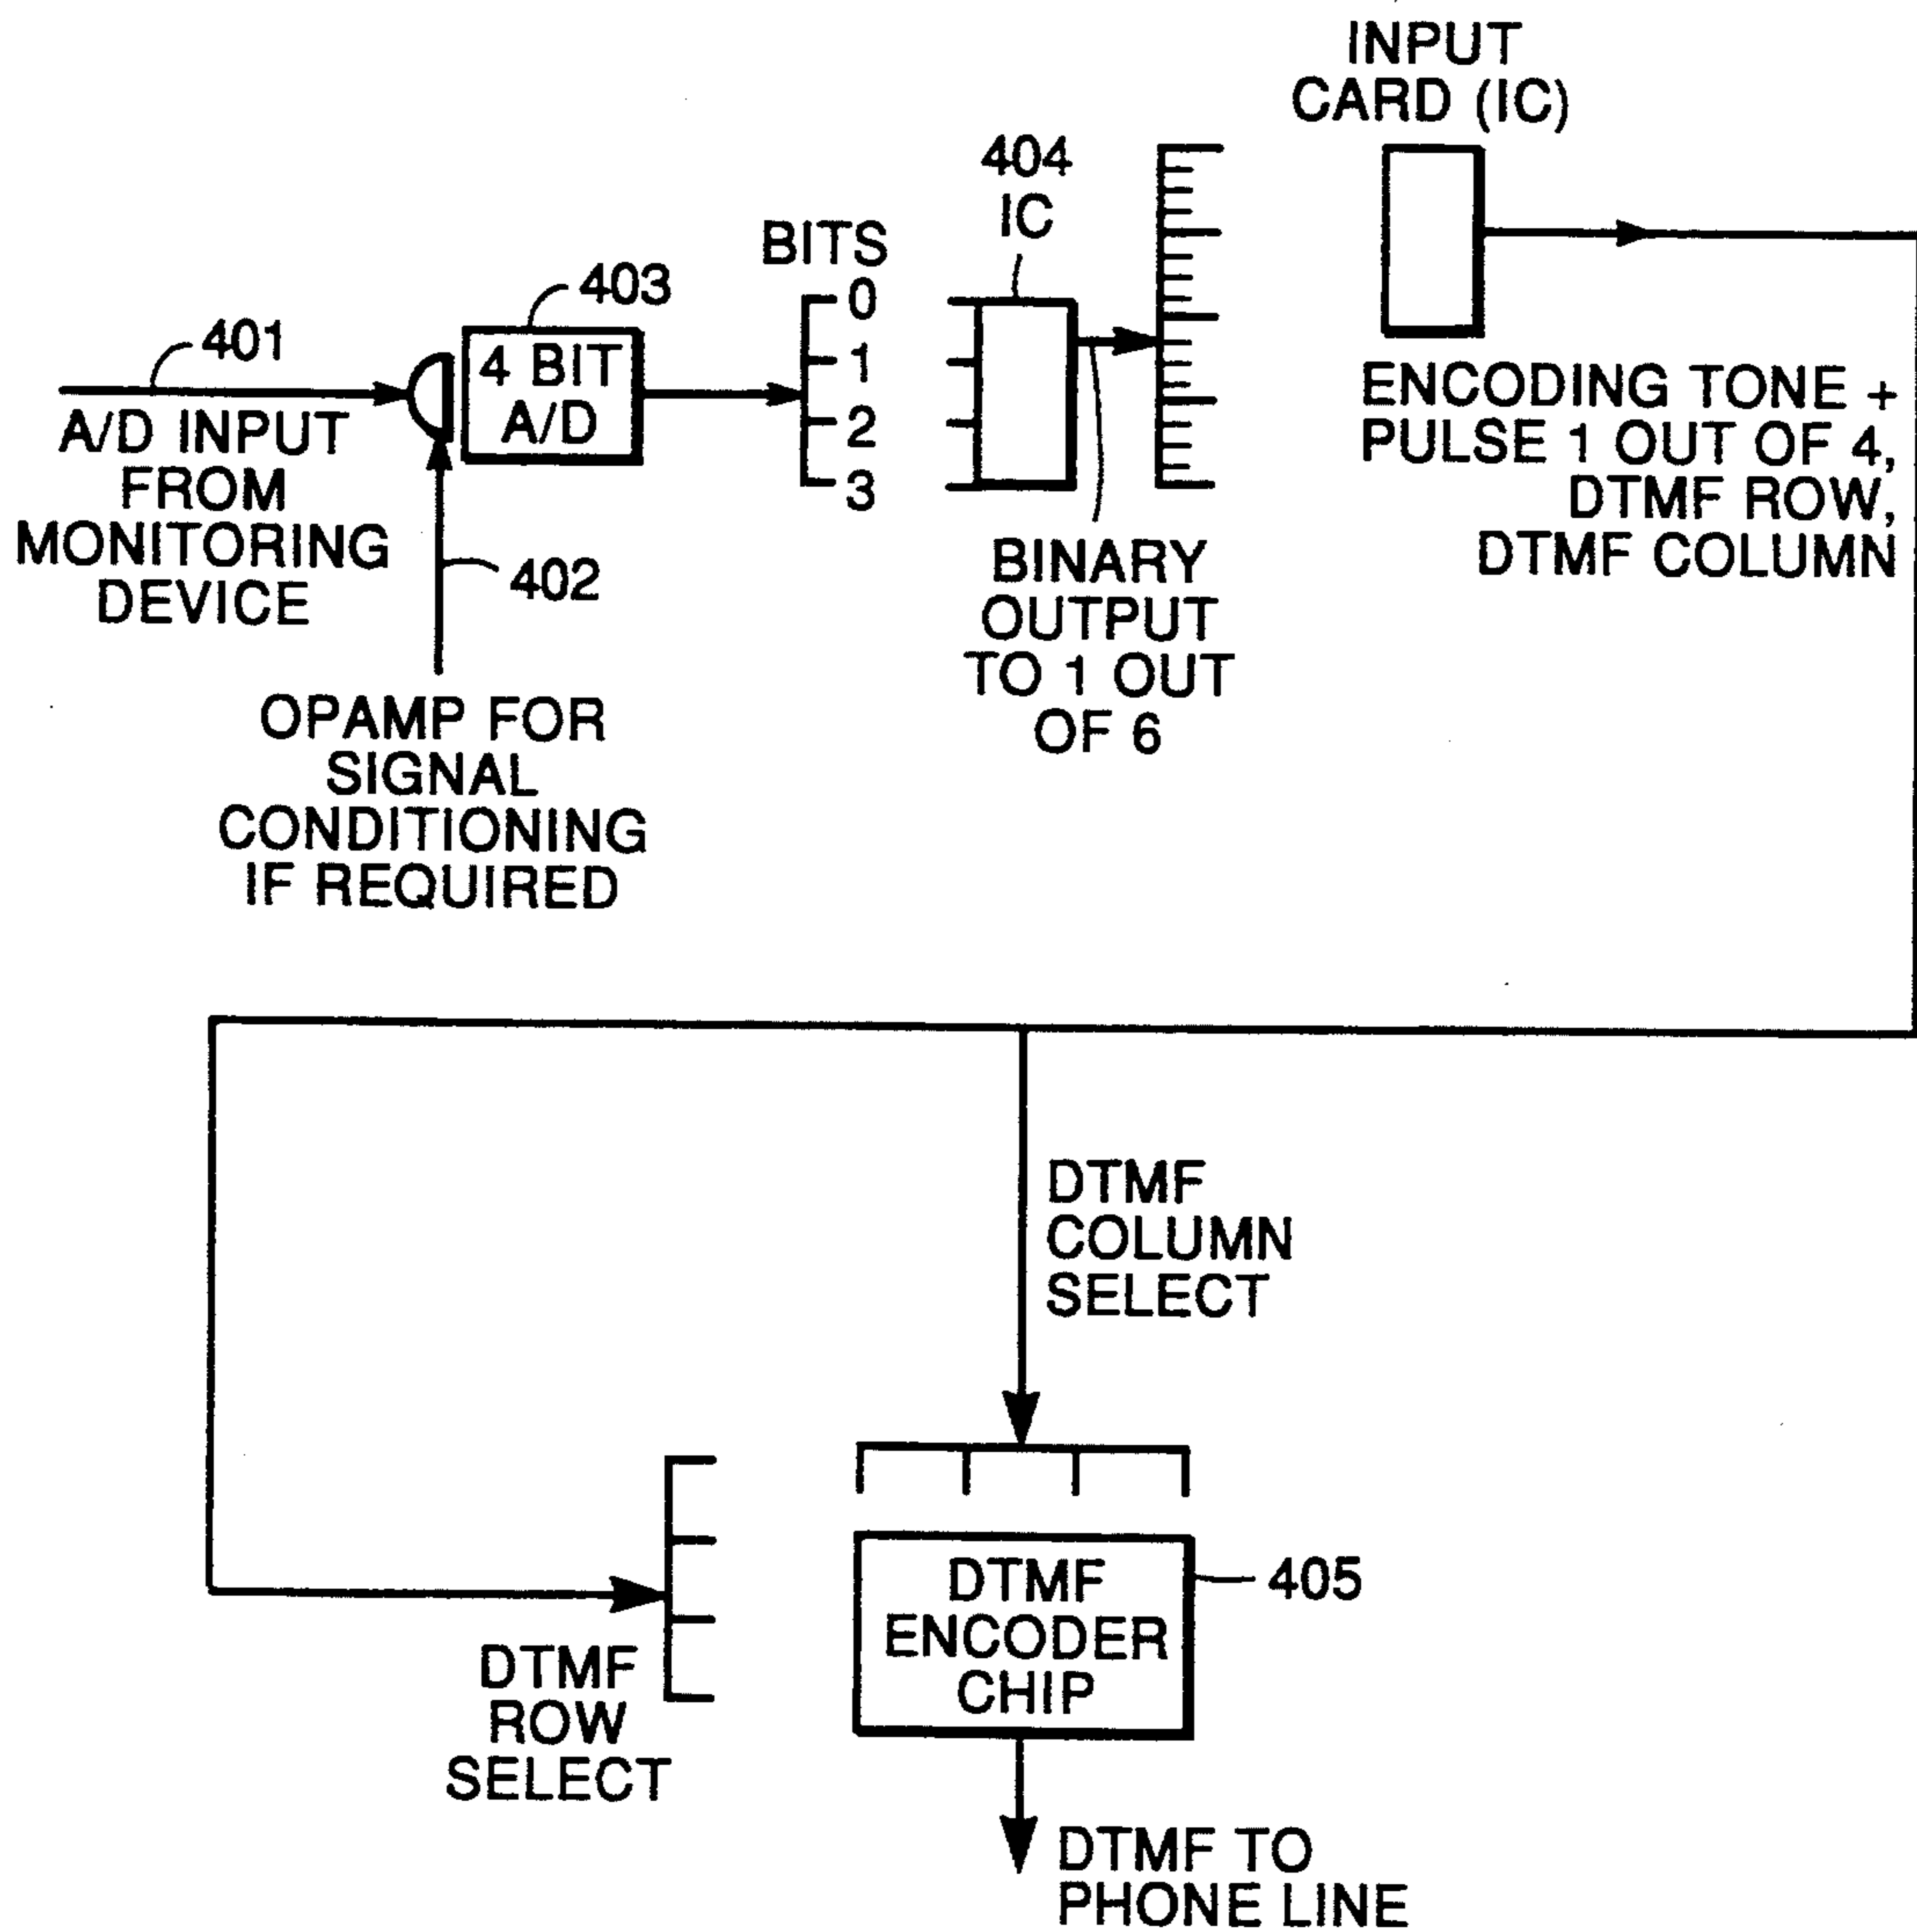 INPUT
CARD (IC)
404
IC
BITS
0
1
2
3
403
401
4 BIT
A/D
A/D INPUT
FROM
MONITORING
DEVICE
402
OPAMP FOR
SIGNAL
CONDITIONING
IF REQUIRED
BINARY
OUTPUT
TO 1 OUT
OF 6
ENCODING TONE +
PULSE 1 OUT OF 4,
DTMF ROW,
DTMF COLUMN
DTMF
COLUMN
SELECT
DTMF
ROW
SELECT
DTMF
ENCODER
CHIP
405
DTMF TO
PHONE LINE